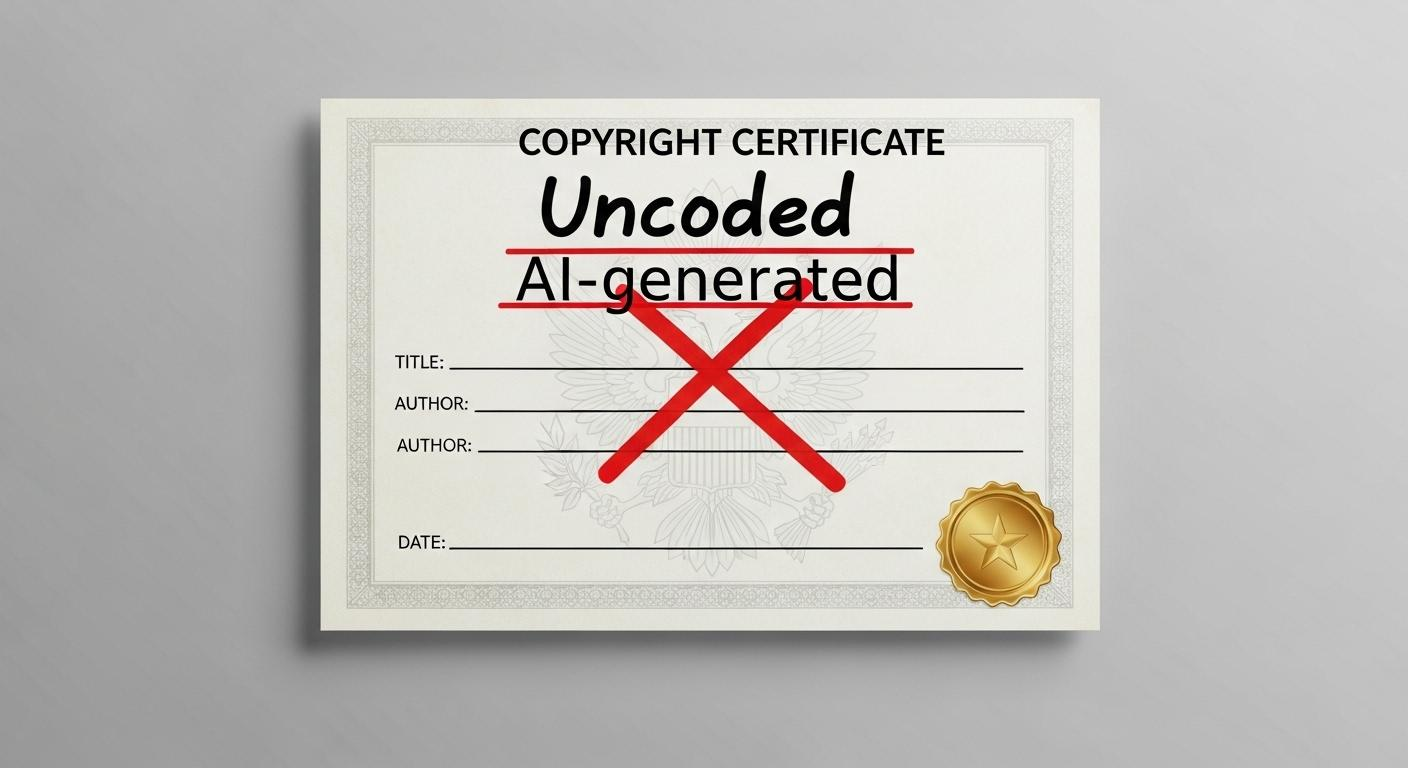 COPYRIGHT CERTIFICATE
Uncoded
AI-generated
TITLE:
AUTHOR:
AUTHOR:
DATE: